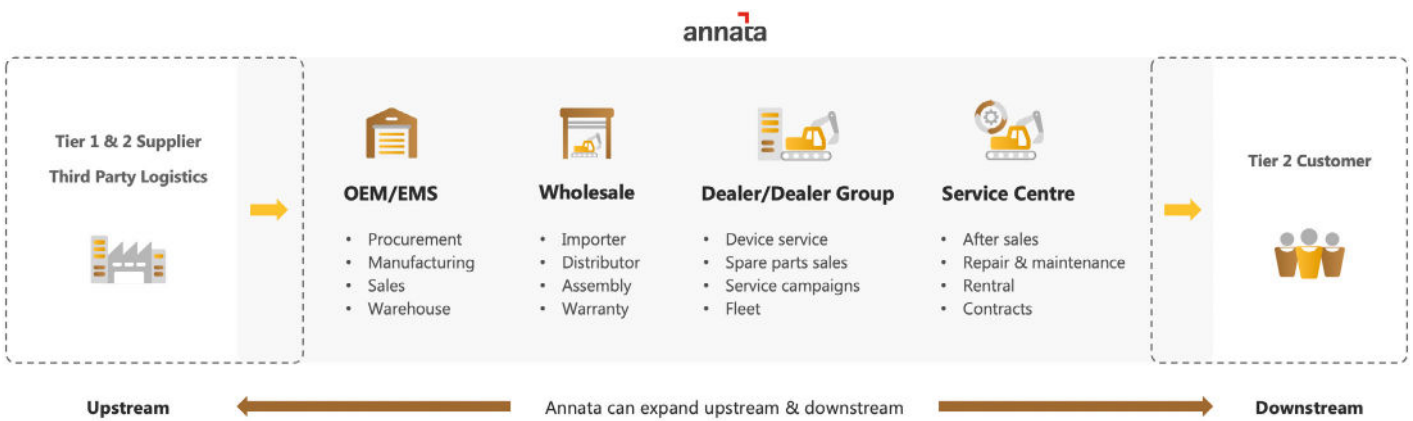 annata
Tier 1 & 2 Supplier
Third Party Logistics
OEM/EMS
• Procurement
• Manufacturing
• Sales
• Warehouse
Wholesale
• Importer
• Distributor
• Assembly
• Warranty
Dealer/Dealer Group
• Device service
• Spare parts sales
• Service campaigns
• Fleet
Service Centre
• After sales
• Repair & maintenance
• Rentral
• Contracts
Tier 2 Customer
Upstream
Annata can expand upstream & downstream
Downstream